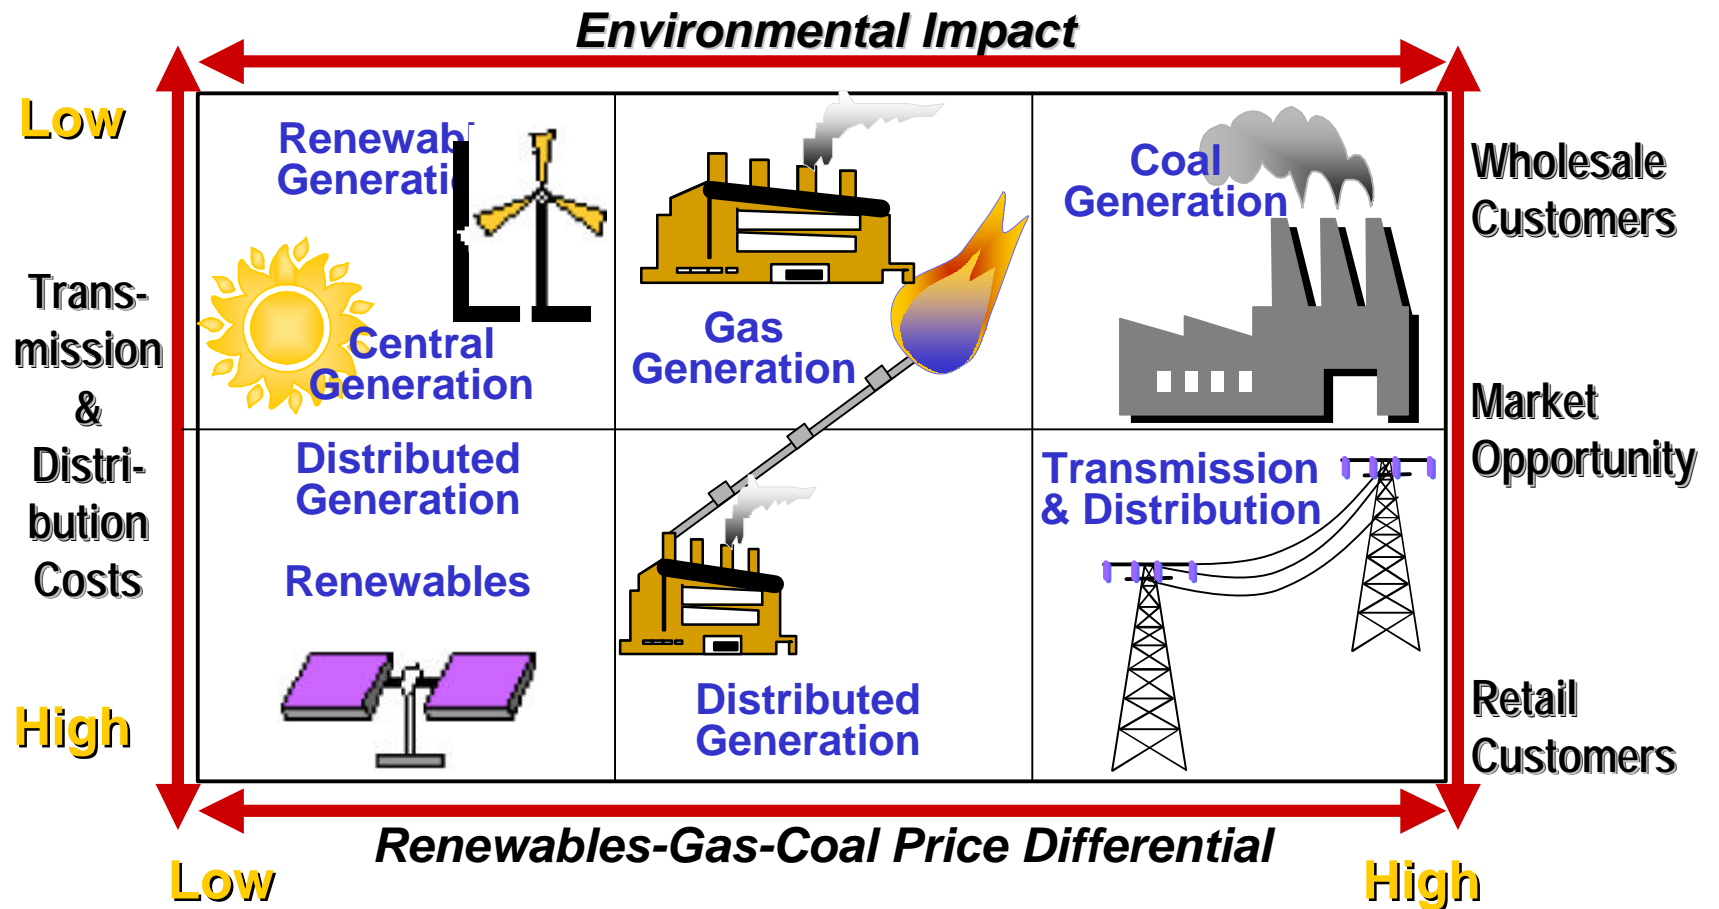 Environmental Impact
Low
Trans-
mission
&
Distri-
bution
Costs
High
Renewabl
Generati
Central
Generation
Gas
Generation
Coal
Generation
Distributed
Generation
Renewables
Distributed
Generation
Transmission
& Distribution
Wholesale
Customers
Market
Opportunity
Retail
Customers
Renewables-Gas-Coal Price Differential
Low
High